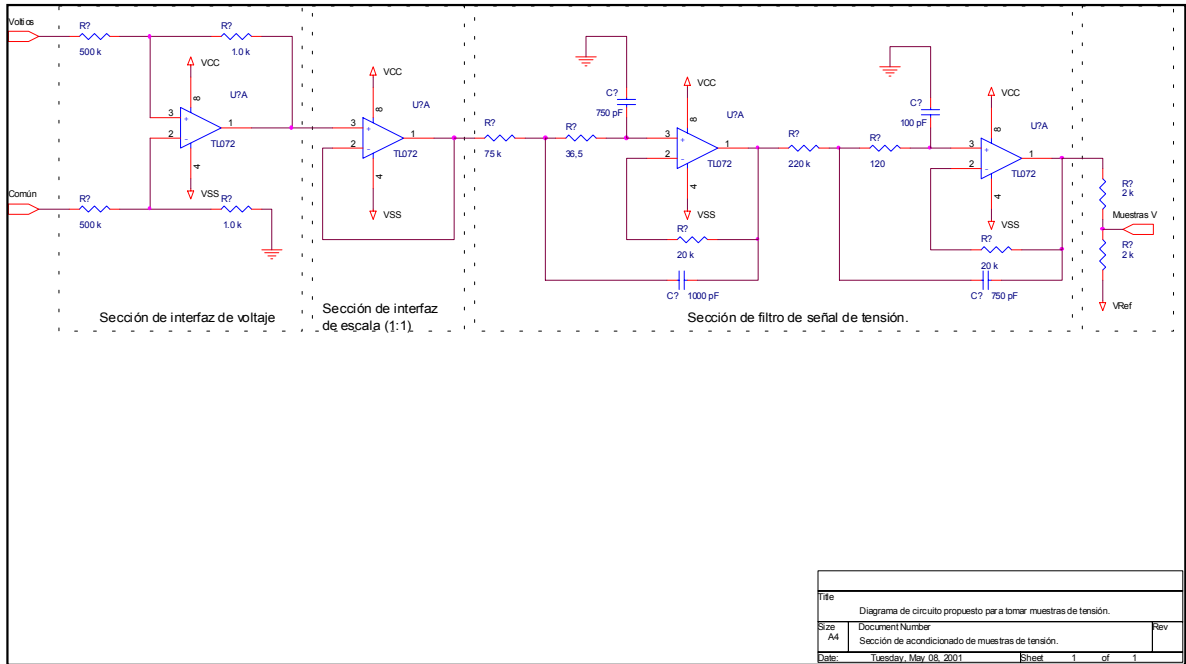 Voltios
R?
500 k
R?
1.0 k
VCC
8
U?A
3
+
2
-
1
TL072
4
VSS
Común
R?
500 k
R?
1.0 k
Sección de interfaz de voltaje
VCC
8
U?A
3
+
2
-
1
TL072
4
VSS
Sección de interfaz
de escala (1:1)
R?
75 k
R?
36,5
C?
750 pF
VCC
8
U?A
3
+
2
-
1
TL072
4
VSS
R?
20 k
C? 1000 pF
R?
220 k
R?
120
C?
100 pF
VCC
8
U?A
3
+
2
-
1
TL072
4
VSS
R?
20 k
C? 750 pF
Sección de filtro de señal de tensión.
R?
2 k
Muestras V
R?
2 k
VRef
Title
Diagrama de circuito propuesto para tomar muestras de tensión.
Size Document Number Rev
A4 Sección de acondicionado de muestras de tensión.
Date: Tuesday, May 08, 2001 Sheet 1 of 1